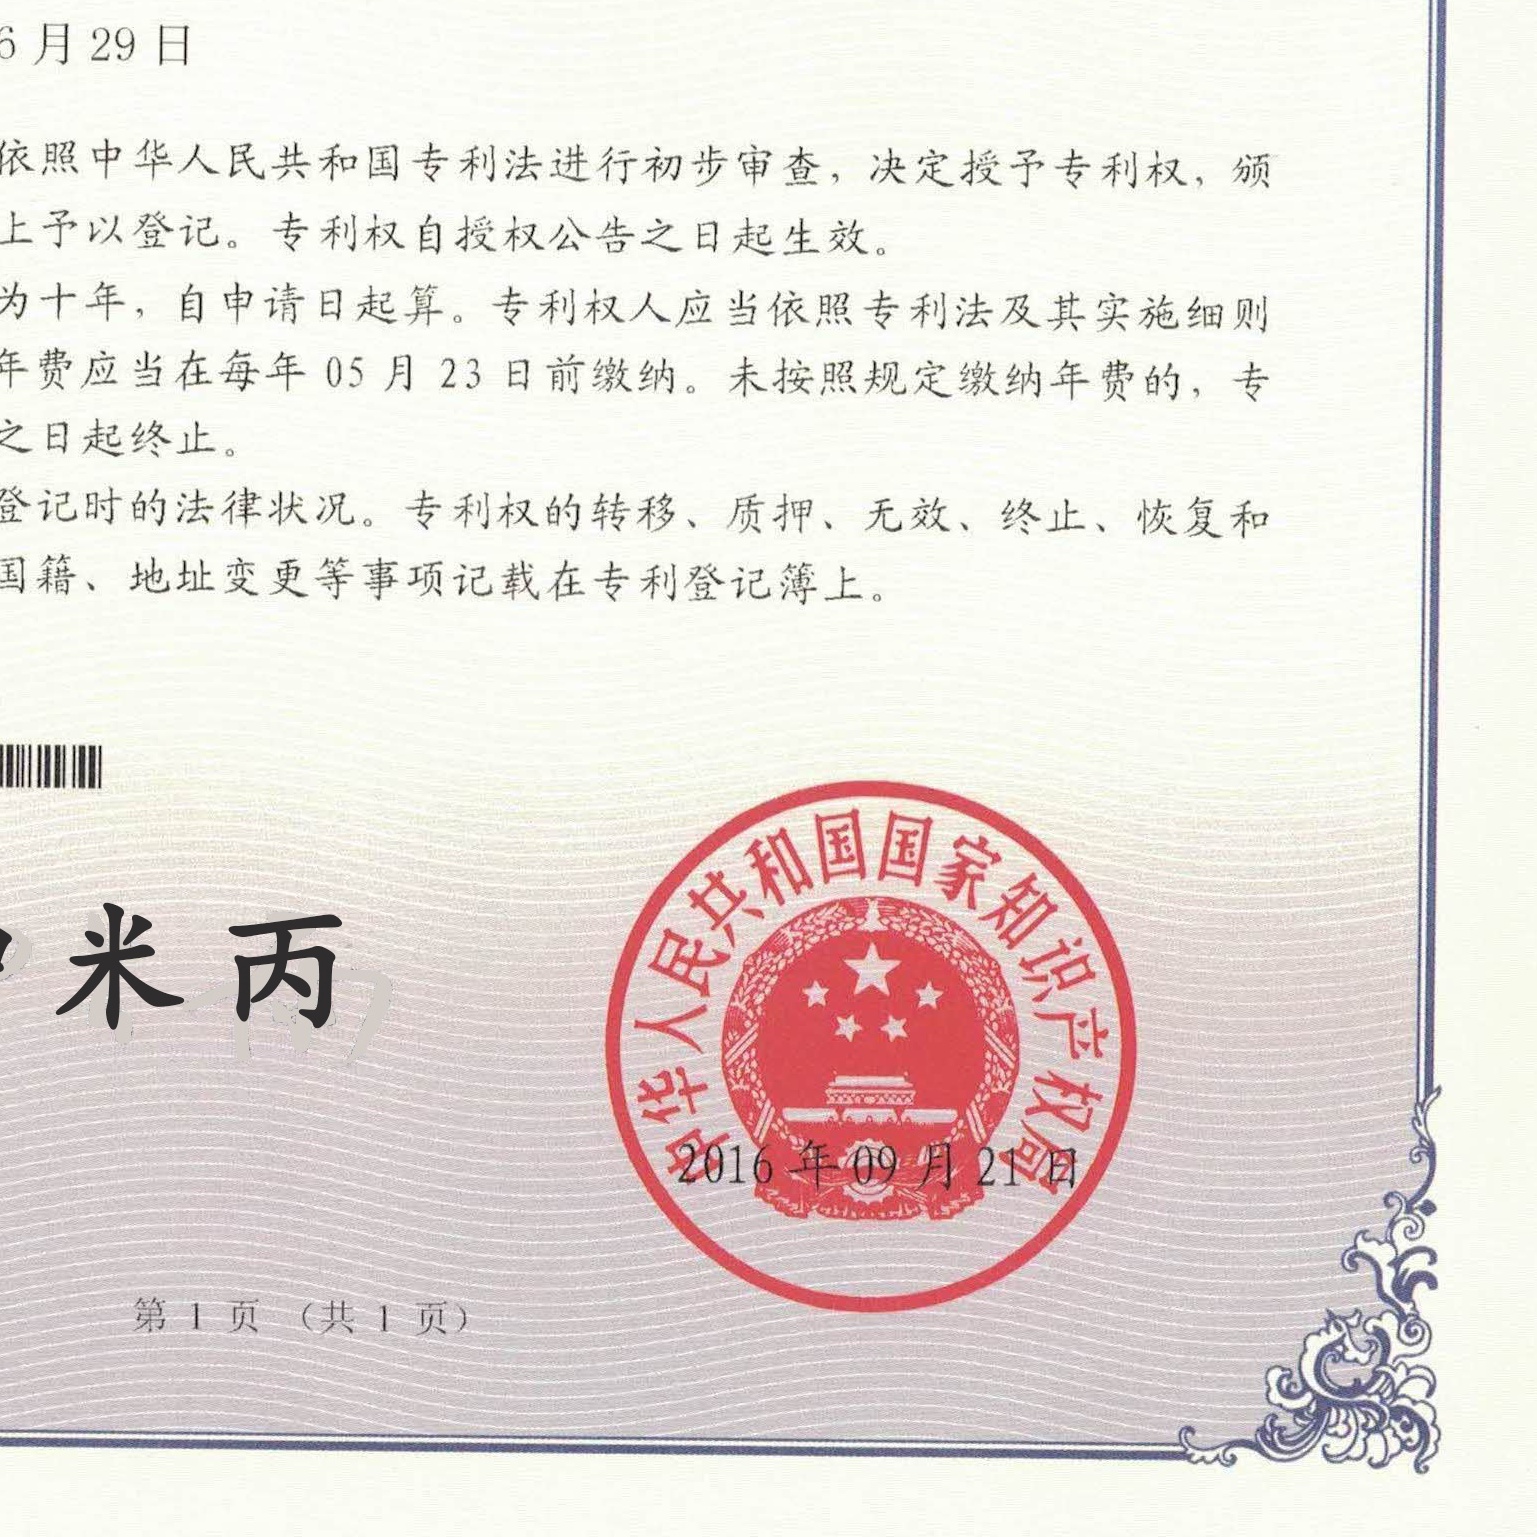 6月29日
依照中华人民共和国专利法进行初步审查，决定授予专利权，颁
上予以登记。专利权自授权公告之日起生效。
为十年，自申请日起算。专利权人应当依照专利法及其实施细则
年费应当在每年 05 月 23 日前缴纳。未按照规定缴纳年费的，专
之日起终止。
登记时的法律状况。专利权的转移、质押、无效、终止、恢复和
国籍、地址变更等事项记载在专利登记簿上。
米丙
中华人民共和国国家知识产权局
2016 年 09 月 21 日
第 1 页 （共 1 页）